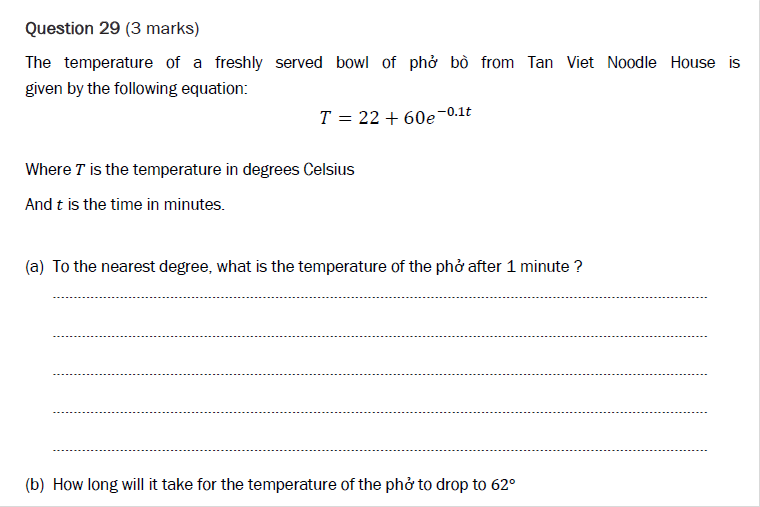 Question 29 (3 marks)
The temperature of a freshly served bowl of phở bò from Tan Viet Noodle House is
given by the following equation:
T = 22 + 60e^−0.1t
Where T is the temperature in degrees Celsius
And t is the time in minutes.
(a) To the nearest degree, what is the temperature of the phở after 1 minute ?
(b) How long will it take for the temperature of the phở to drop to 62°